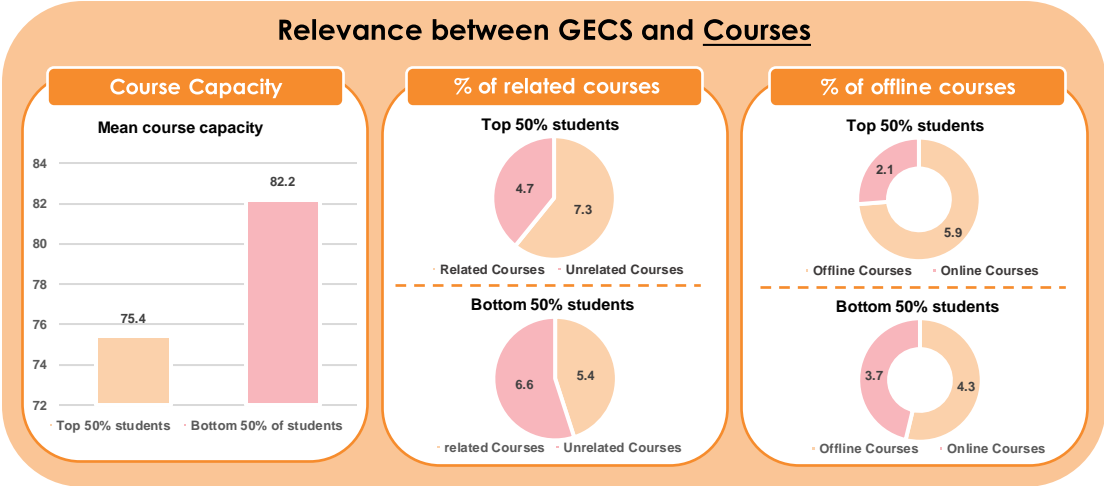 Relevance between GECS and Courses
Course Capacity
Mean course capacity
84
82
80
78
76
74
72
75.4
82.2
Top 50% students
Bottom 50% of students
% of related courses
Top 50% students
4.7
7.3
Related Courses
Unrelated Courses
Bottom 50% students
6.6
5.4
related Courses
Unrelated Courses
% of offline courses
Top 50% students
2.1
5.9
Offline Courses
Online Courses
Bottom 50% students
3.7
4.3
Offline Courses
Online Courses